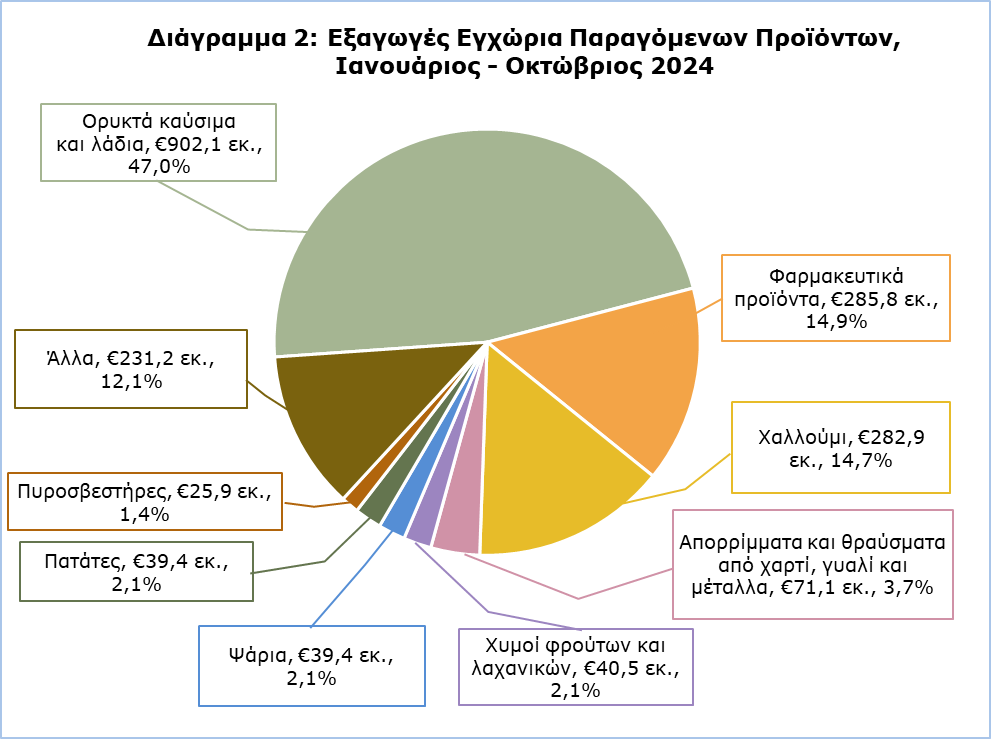 Διάγραμμα 2: Εξαγωγές Εγχώρια Παραγόμενων Προϊόντων,
Ιανουάριος – Οκτώβριος 2024
Ορυκτά καύσιμα
και λάδια, €902,1 εκ.,
47,0%
Φαρμακευτικά
προϊόντα, €285,8 εκ.,
14,9%
Άλλα, €231,2 εκ.,
12,1%
Χαλλούμι, €282,9
εκ., 14,7%
Πυροσβεστήρες, €25,9 εκ.,
1,4%
Απορρίμματα και θραύσματα
από χαρτί, γυαλί και
μέταλλα, €71,1 εκ., 3,7%
Πατάτες, €39,4 εκ.,
2,1%
Ψάρια, €39,4 εκ.,
2,1%
Χυμοί φρούτων και
λαχανικών, €40,5 εκ.,
2,1%